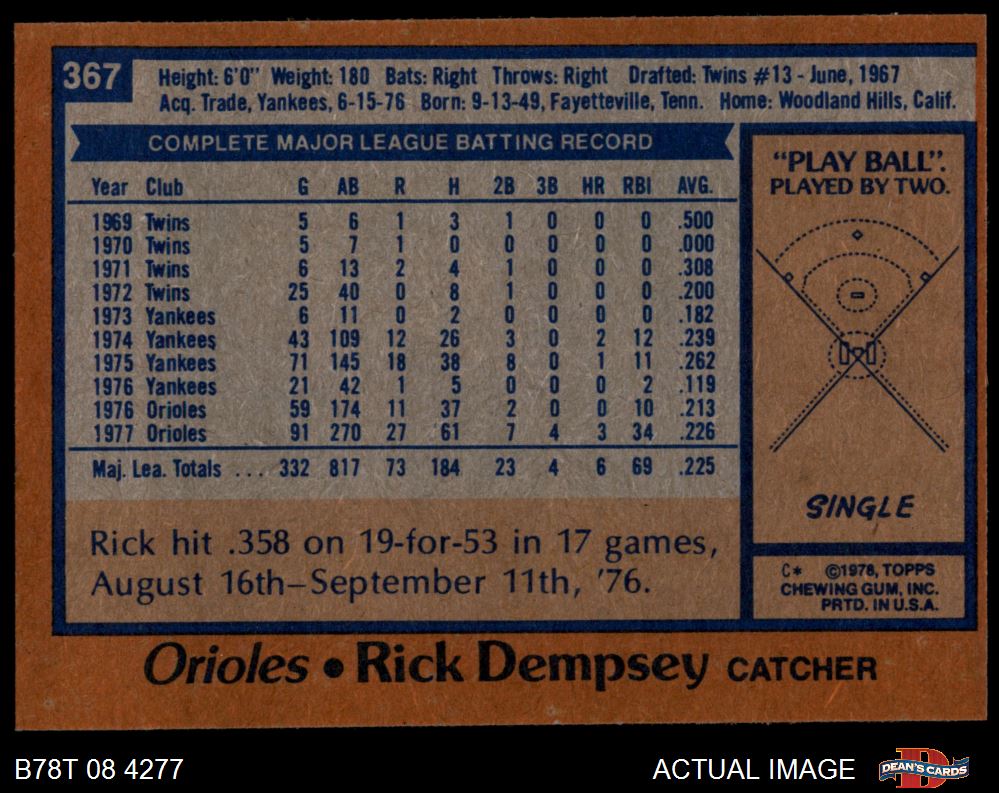 367
Height: 6'0" Weight: 180 Bats: Right Throws: Right Drafted: Twins #13 - June, 1967
Acq. Trade, Yankees, 6-15-76 Born: 9-13-49, Fayetteville, Tenn. Home: Woodland Hills, Calif.
COMPLETE MAJOR LEAGUE BATTING RECORD
Year Club G AB R H 2B 3B HR RBI AVG.
1969 Twins 5 6 1 3 1 0 0 0 .500
1970 Twins 5 7 1 0 0 0 0 0 .000
1971 Twins 6 13 2 4 1 0 0 0 .308
1972 Twins 25 40 0 8 1 0 0 0 .200
1973 Yankees 6 11 0 2 0 0 0 0 .182
1974 Yankees 43 109 12 26 3 0 2 12 .239
1975 Yankees 71 145 18 38 8 0 1 11 .262
1976 Yankees 21 42 1 5 0 0 0 2 .119
1976 Orioles 59 174 11 37 2 0 0 10 .213
1977 Orioles 91 270 27 61 7 4 3 34 .226
Maj. Lea. Totals ... 332 817 73 184 23 4 6 69 .225
Rick hit .358 on 19-for-53 in 17 games,
August 16th–September 11th, '76.
"PLAY BALL".
PLAYED BY TWO.
SINGLE
C* ©1978, TOPPS
CHEWING GUM, INC.
PRTD. IN U.S.A.
Orioles • Rick Dempsey CATCHER
B78T 08 4277
ACTUAL IMAGE
D
DEAN'S CARDS